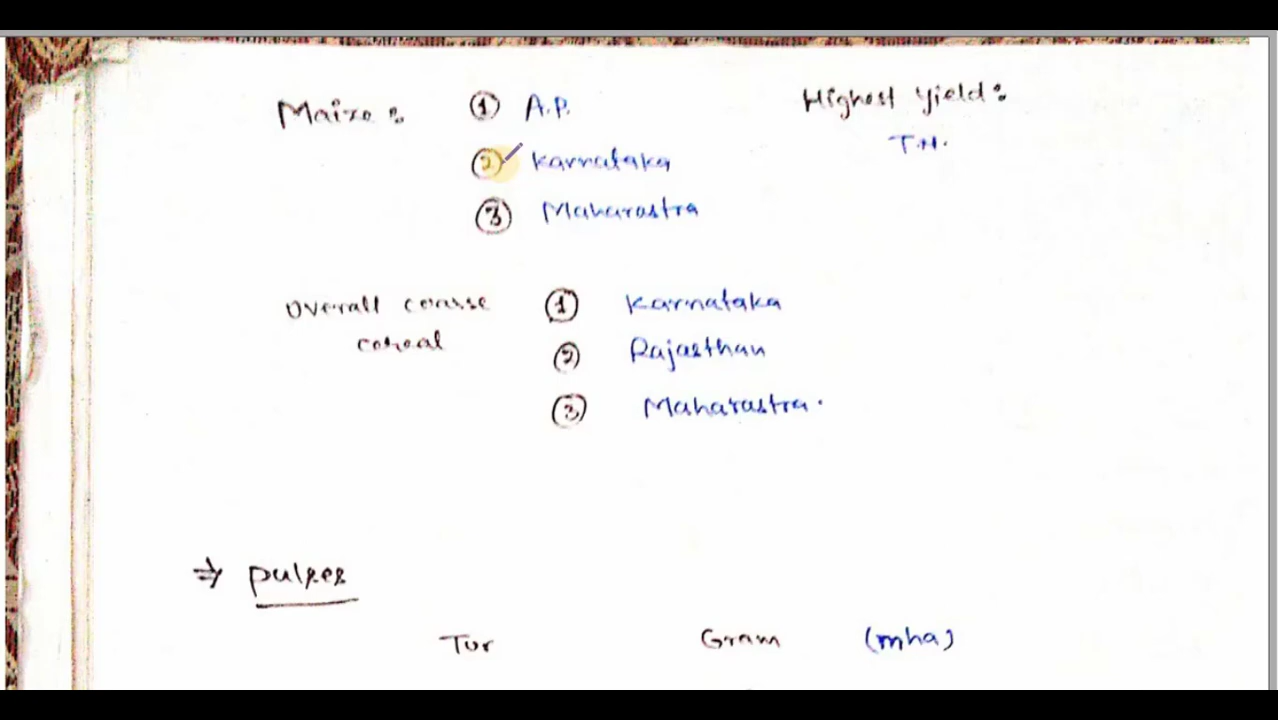 Maize : ① A.P. Highest yield :
T.N.
② Karnataka
③ Maharastra
Overall coarse ① Karnataka
cereal
② Rajasthan
③ Maharastra.
⇒ pulses
Tur Gram (mha)